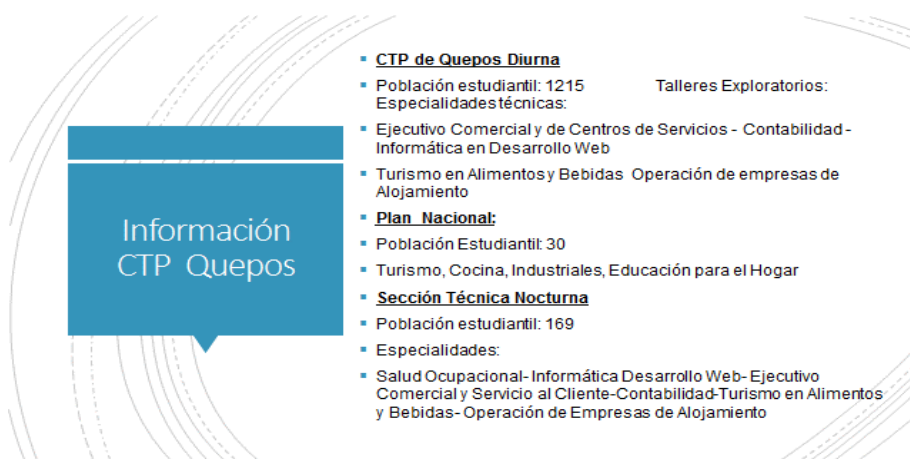 Información
CTP Quepos
CTP de Quepos Diurna
Población estudiantil: 1215 Talleres Exploratorios:
Especialidades técnicas:
Ejecutivo Comercial y de Centros de Servicios - Contabilidad -
Informática en Desarrollo Web
Turismo en Alimentos y Bebidas Operación de empresas de
Alojamiento
Plan Nacional:
Población Estudiantil: 30
Turismo, Cocina, Industriales, Educación para el Hogar
Sección Técnica Nocturna
Población estudiantil: 169
Especialidades:
Salud Ocupacional- Informática Desarrollo Web- Ejecutivo
Comercial y Servicio al Cliente-Contabilidad-Turismo en Alimentos
y Bebidas- Operación de Empresas de Alojamiento